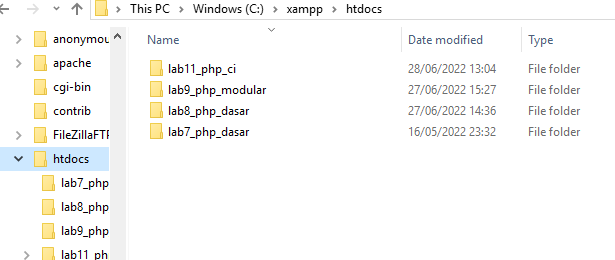 This PC > Windows (C:) > xampp > htdocs
Name Date modified Type
anonymou
apache
cgi-bin
contrib
FileZillaFTP
htdocs
lab7_php
lab8_php
lab9_php
lab11_ph
lab11_php_ci 28/06/2022 13:04 File folder
lab9_php_modular 27/06/2022 15:27 File folder
lab8_php_dasar 27/06/2022 14:36 File folder
lab7_php_dasar 16/05/2022 23:32 File folder